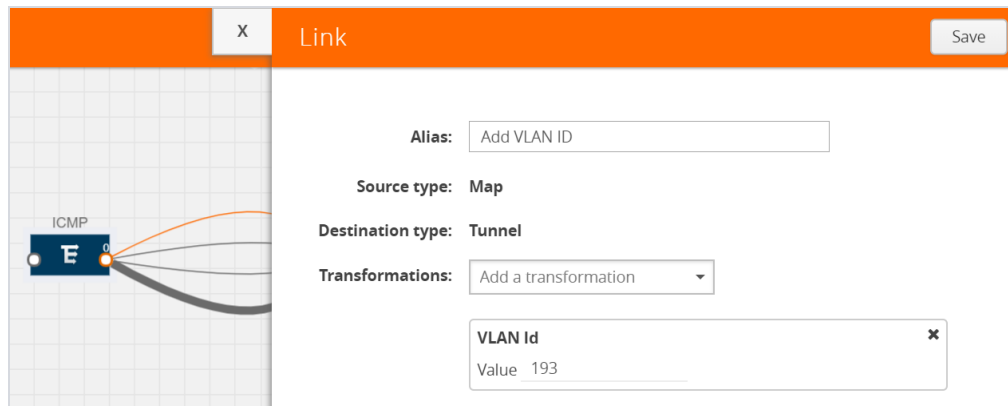 X
Link
Save
Alias: Add VLAN ID
Source type: Map
Destination type: Tunnel
Transformations: Add a transformation
VLAN Id
Value 193
ICMP
0